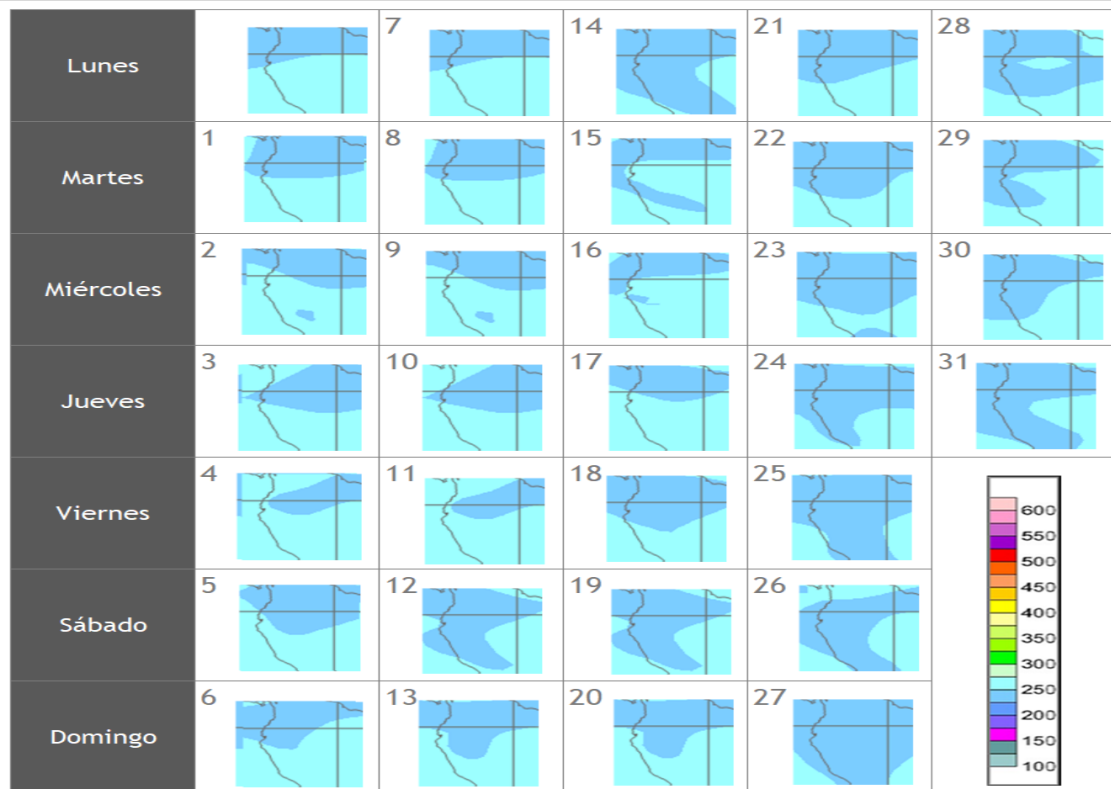 Lunes 7 14 21 28
Martes 1 8 15 22 29
Miércoles 2 9 16 23 30
Jueves 3 10 17 24 31
Viernes 4 11 18 25
Sábado 5 12 19 26
Domingo 6 13 20 27
600
550
500
450
400
350
300
250
200
150
100